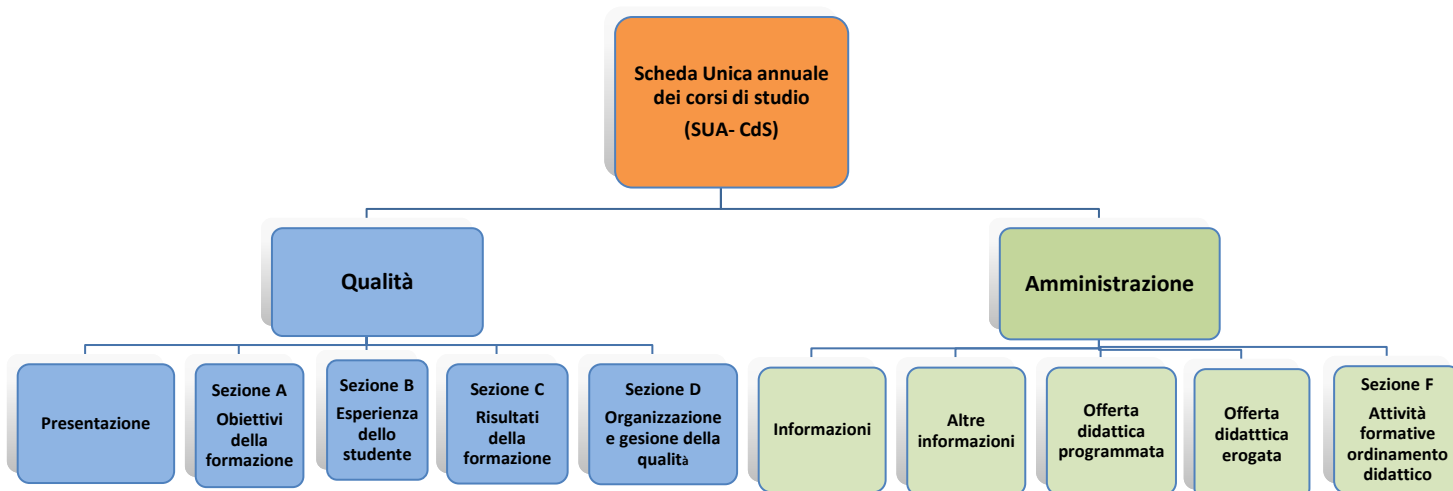 Scheda Unica annuale
dei corsi di studio
(SUA- CdS)
Qualità
Amministrazione
Presentazione
Sezione A
Obiettivi
della
formazione
Sezione B
Esperienza
dello
studente
Sezione C
Risultati
della
formazione
Sezione D
Organizzazione
e gesione della
qualità
Informazioni
Altre
informazioni
Offerta
didattica
programmata
Offerta
didatttica
erogata
Sezione F
Attività
formative
ordinamento
didattico